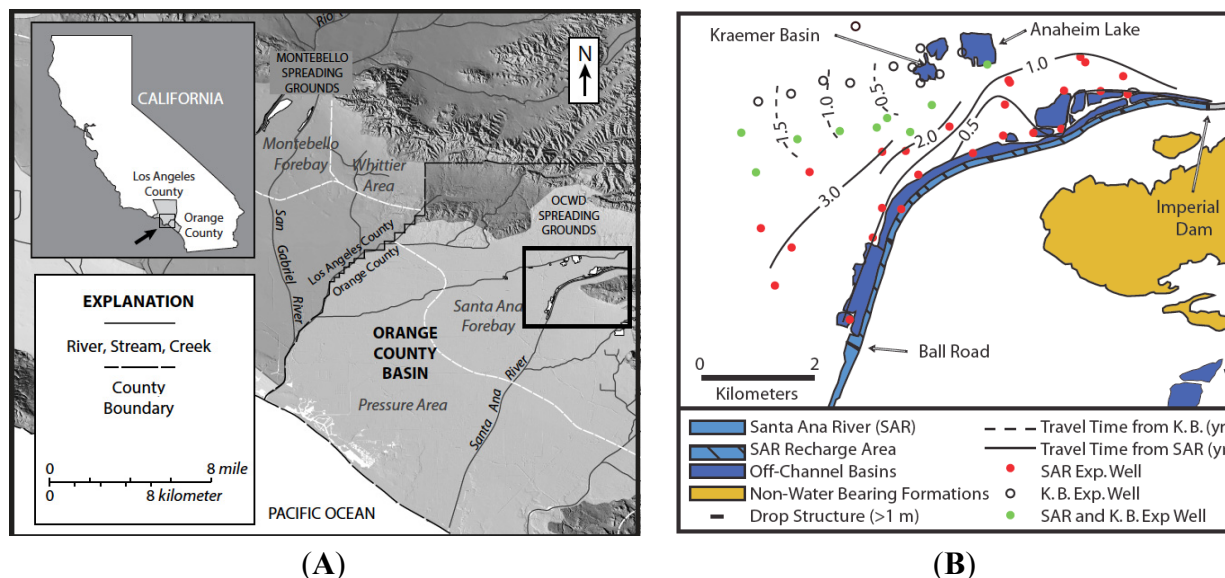 CALIFORNIA
Los Angeles
County
Orange
County
EXPLANATION
River, Stream, Creek
County
Boundary
0 8 mile
0 8 kilometer
MONTEBELLO
SPREADING
GROUNDS
N
Montebello
Forebay
Whittier
Area
San Gabriel River
Los Angeles County
Orange County
OCWD
SPREADING
GROUNDS
Santa Ana
Forebay
ORANGE
COUNTY
BASIN
Pressure Area
Santa Ana River
PACIFIC OCEAN
(A)
Kraemer Basin
Anaheim Lake
1.0
0.5
1.0
1.5
2.0
0.5
3.0
Imperial
Dam
Ball Road
0 2
Kilometers
Santa Ana River (SAR)
SAR Recharge Area
Off-Channel Basins
Non-Water Bearing Formations
Drop Structure (>1 m)
Travel Time from K.B. (yr
Travel Time from SAR (yr
SAR Exp. Well
K.B. Exp. Well
SAR and K.B. Exp Well
(B)